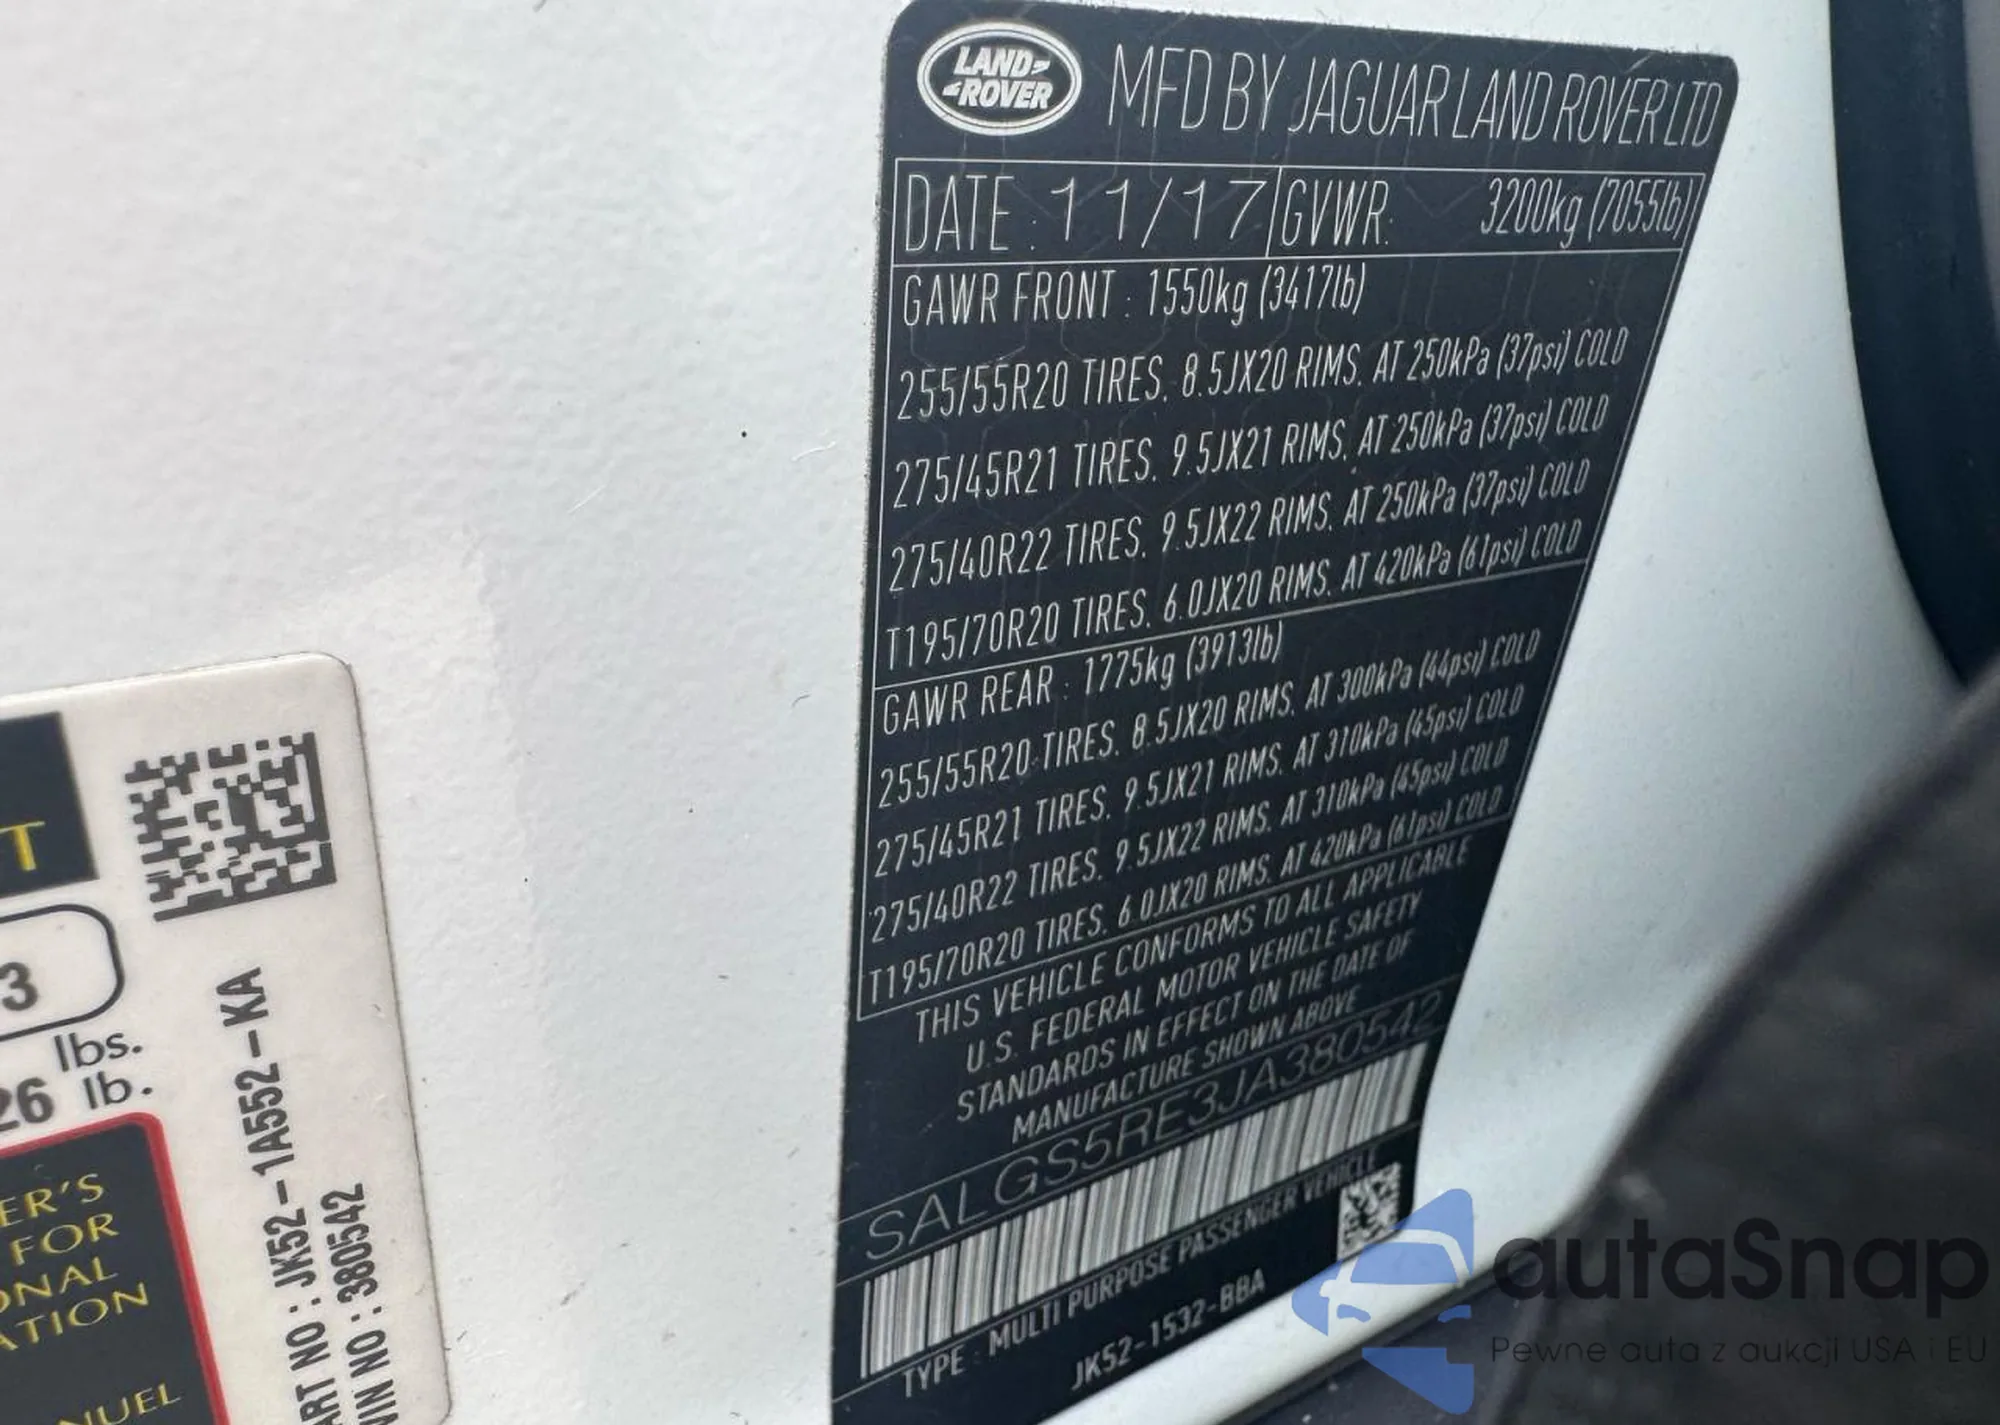 LAND ROVER
MFD BY JAGUAR LAND ROVER LTD
DATE : 11/17 GVWR: 3200kg (7055lb)
GAWR FRONT : 1550kg (3417lb)
255/55R20 TIRES. 8.5JX20 RIMS. AT 250kPa (37psi) COLD
275/45R21 TIRES. 9.5JX21 RIMS. AT 250kPa (37psi) COLD
275/40R22 TIRES. 9.5JX22 RIMS. AT 250kPa (37psi) COLD
T195/70R20 TIRES. 6.0JX20 RIMS. AT 420kPa (61psi) COLD
GAWR REAR : 1775kg (3913lb)
255/55R20 TIRES. 8.5JX20 RIMS. AT 300kPa (44psi) COLD
275/45R21 TIRES. 9.5JX21 RIMS. AT 310kPa (45psi) COLD
275/40R22 TIRES. 9.5JX22 RIMS. AT 310kPa (45psi) COLD
T195/70R20 TIRES. 6.0JX20 RIMS. AT 420kPa (61psi) COLD
THIS VEHICLE CONFORMS TO ALL APPLICABLE
U.S. FEDERAL MOTOR VEHICLE SAFETY
STANDARDS IN EFFECT ON THE DATE OF
MANUFACTURE SHOWN ABOVE
SALGS5RE3JA380542
TYPE : MULTI PURPOSE PASSENGER VEHICLE
JK52-1532-BBA
T
3
lbs.
26 lb.
ER'S
FOR
ONAL
ATION
NUEL
ART NO : JK52-1A552-KA
VIN NO : 380542
autaSnap
Pewne auta z aukcji USA i EU